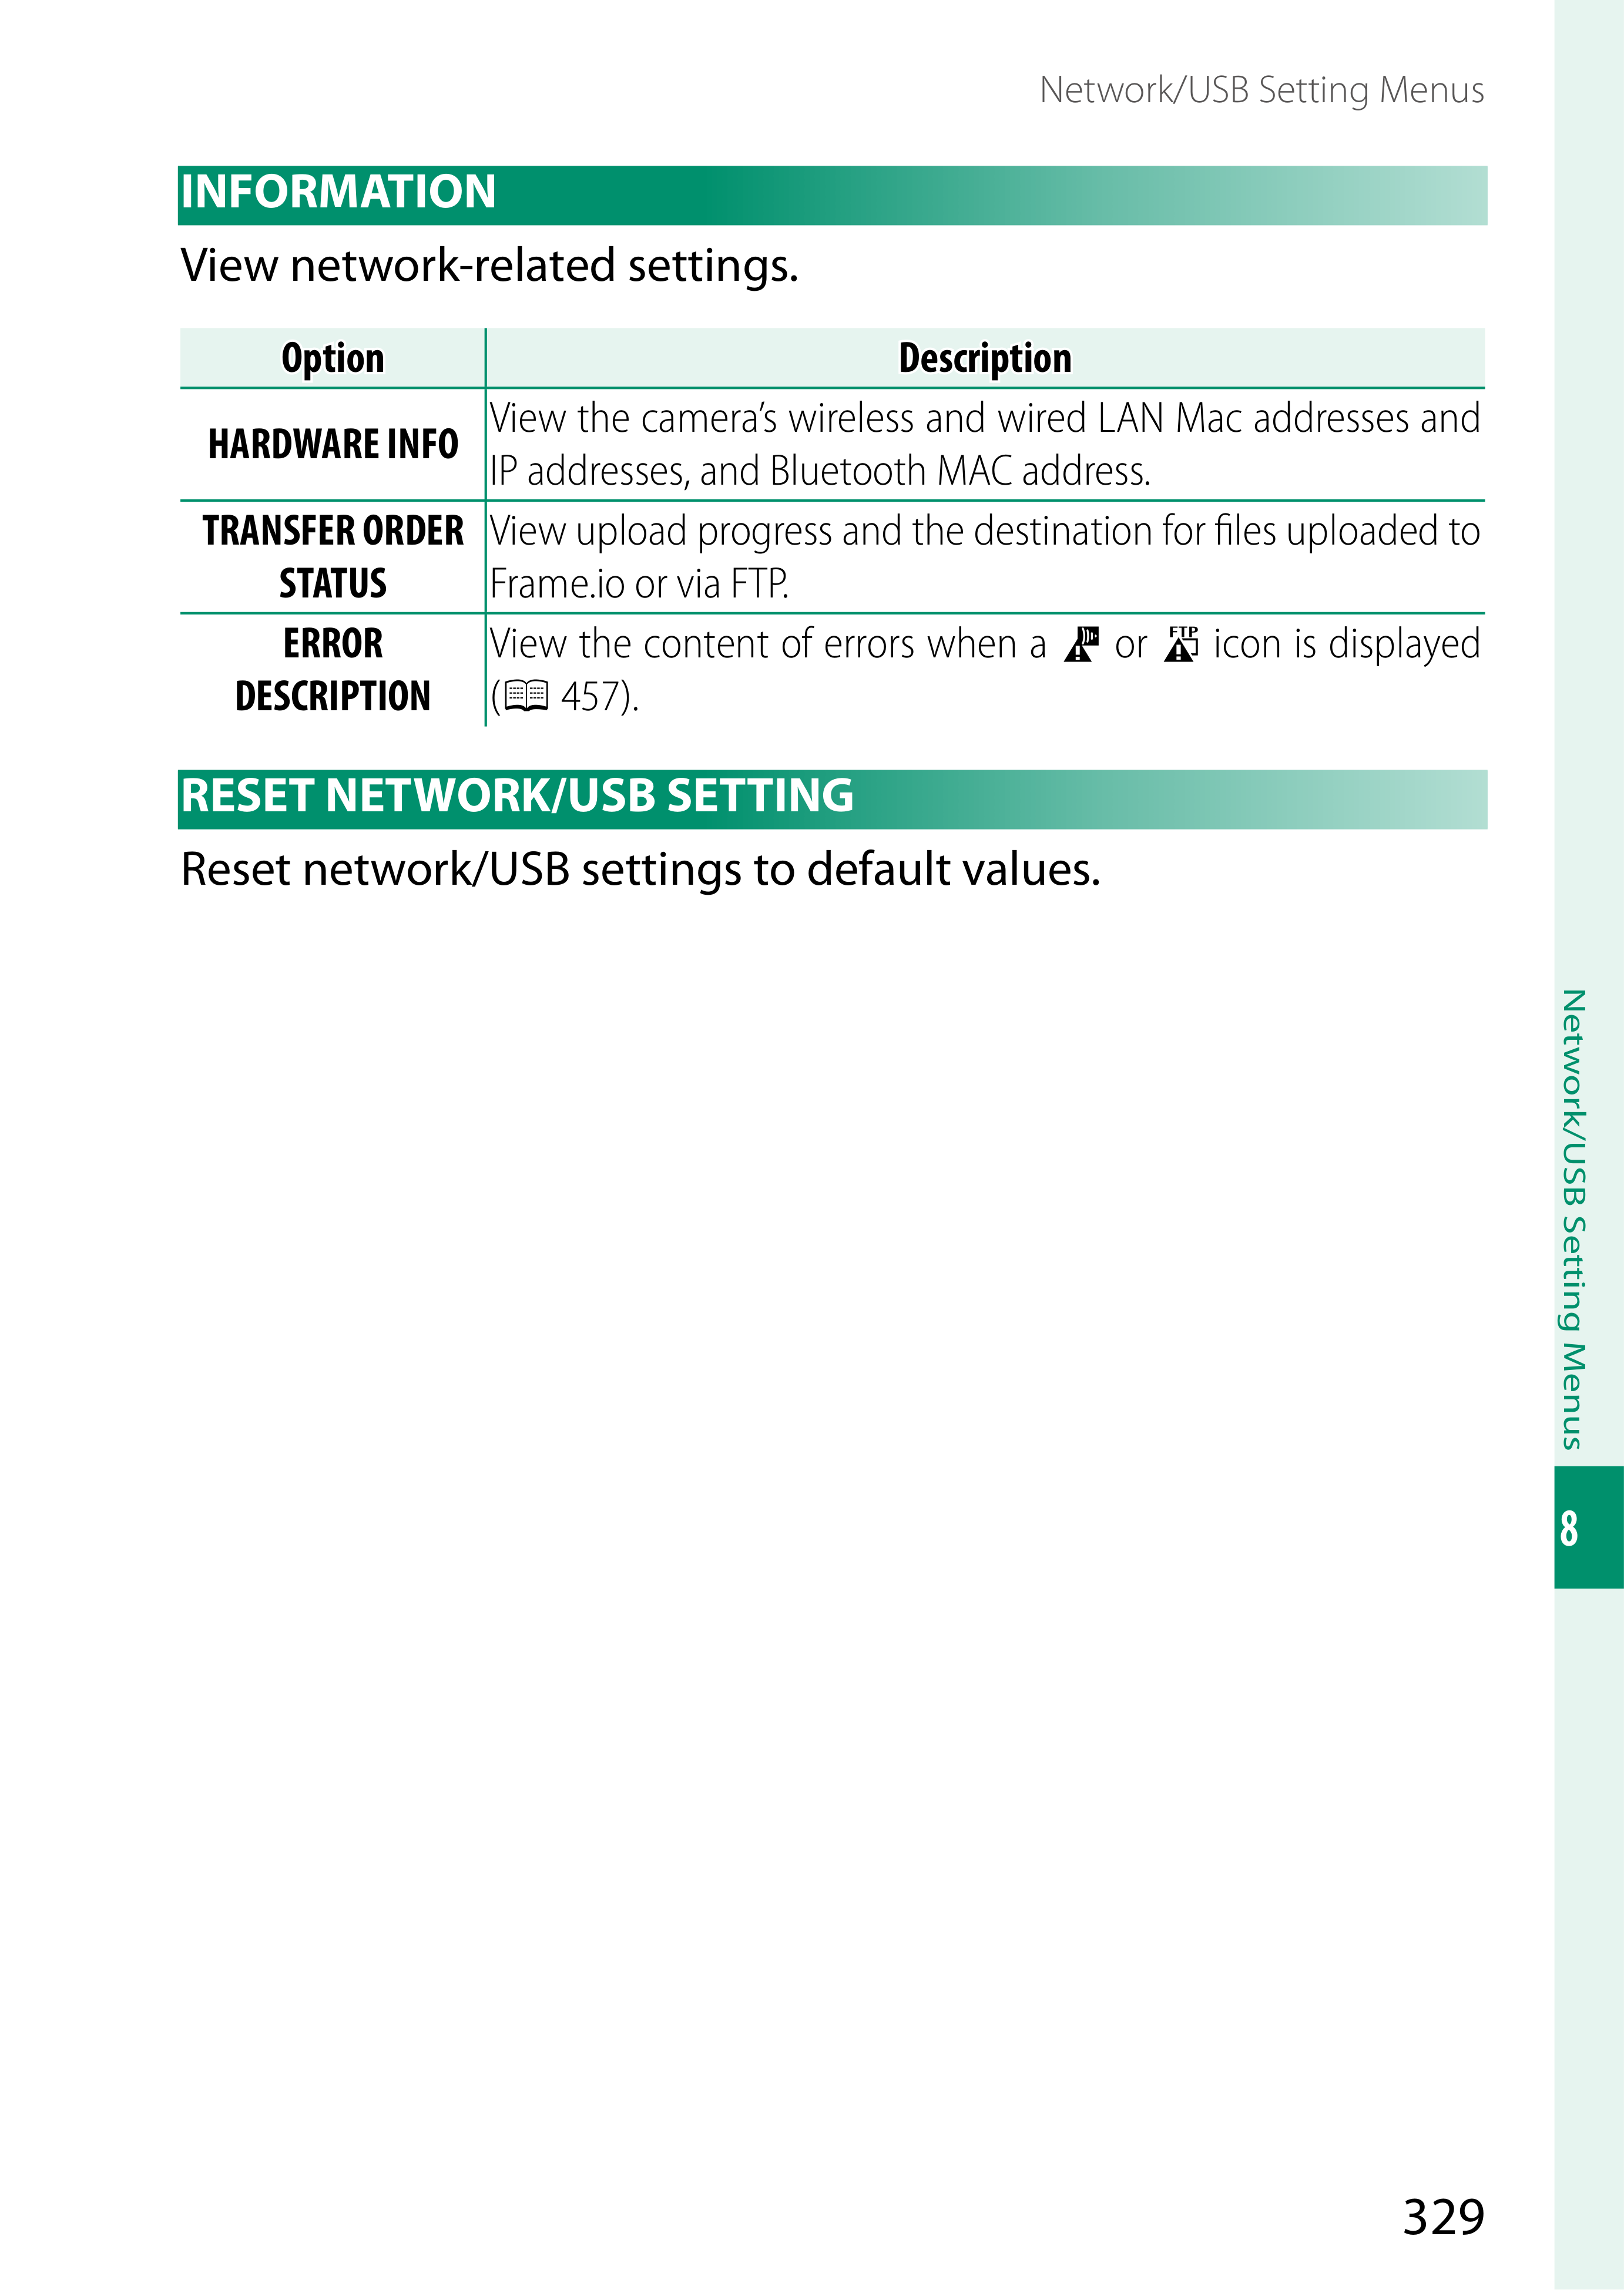 Network/USB Setting Menus
INFORMATION
View network-related settings.
Option Description
HARDWARE INFO
View the camera’s wireless and wired LAN Mac addresses and
IP addresses, and Bluetooth MAC address.
TRANSFER ORDER
STATUS
View upload progress and the destination for files uploaded to
Frame.io or via FTP.
ERROR
DESCRIPTION
View the content of errors when a or FTP icon is displayed
( 457).
RESET NETWORK/USB SETTING
Reset network/USB settings to default values.
Network/USB Setting Menus
8
329